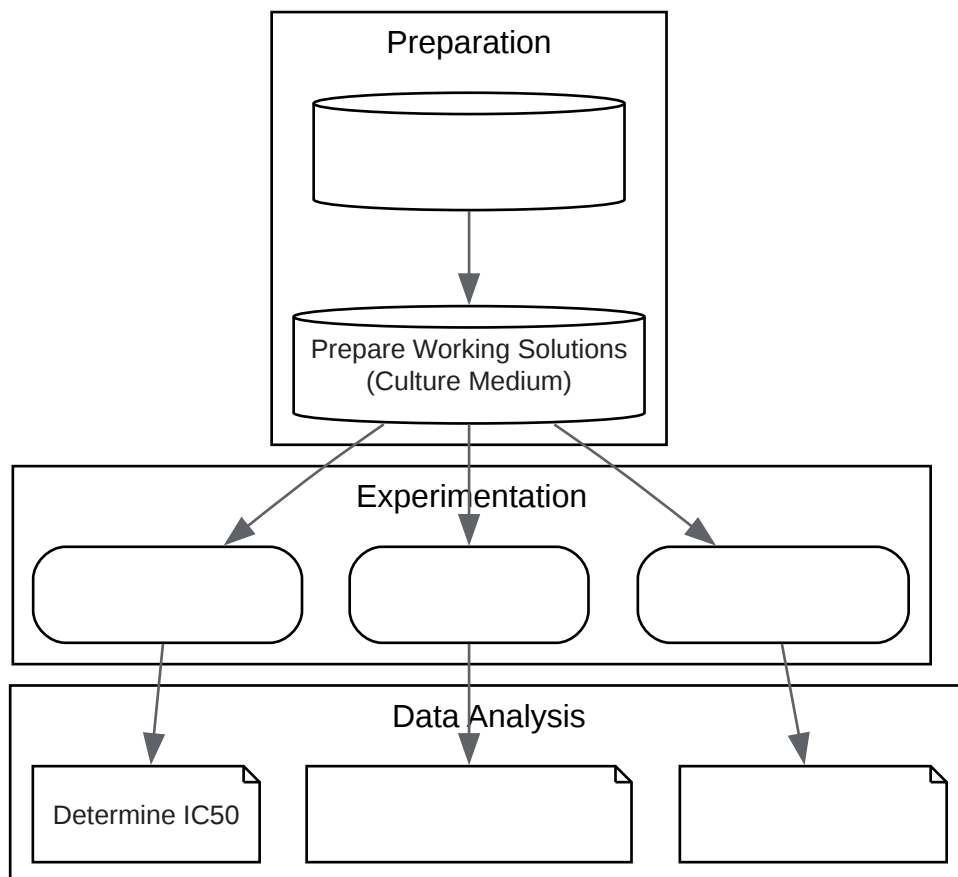 Preparation
Prepare Working Solutions
(Culture Medium)
Experimentation
Data Analysis
Determine IC50